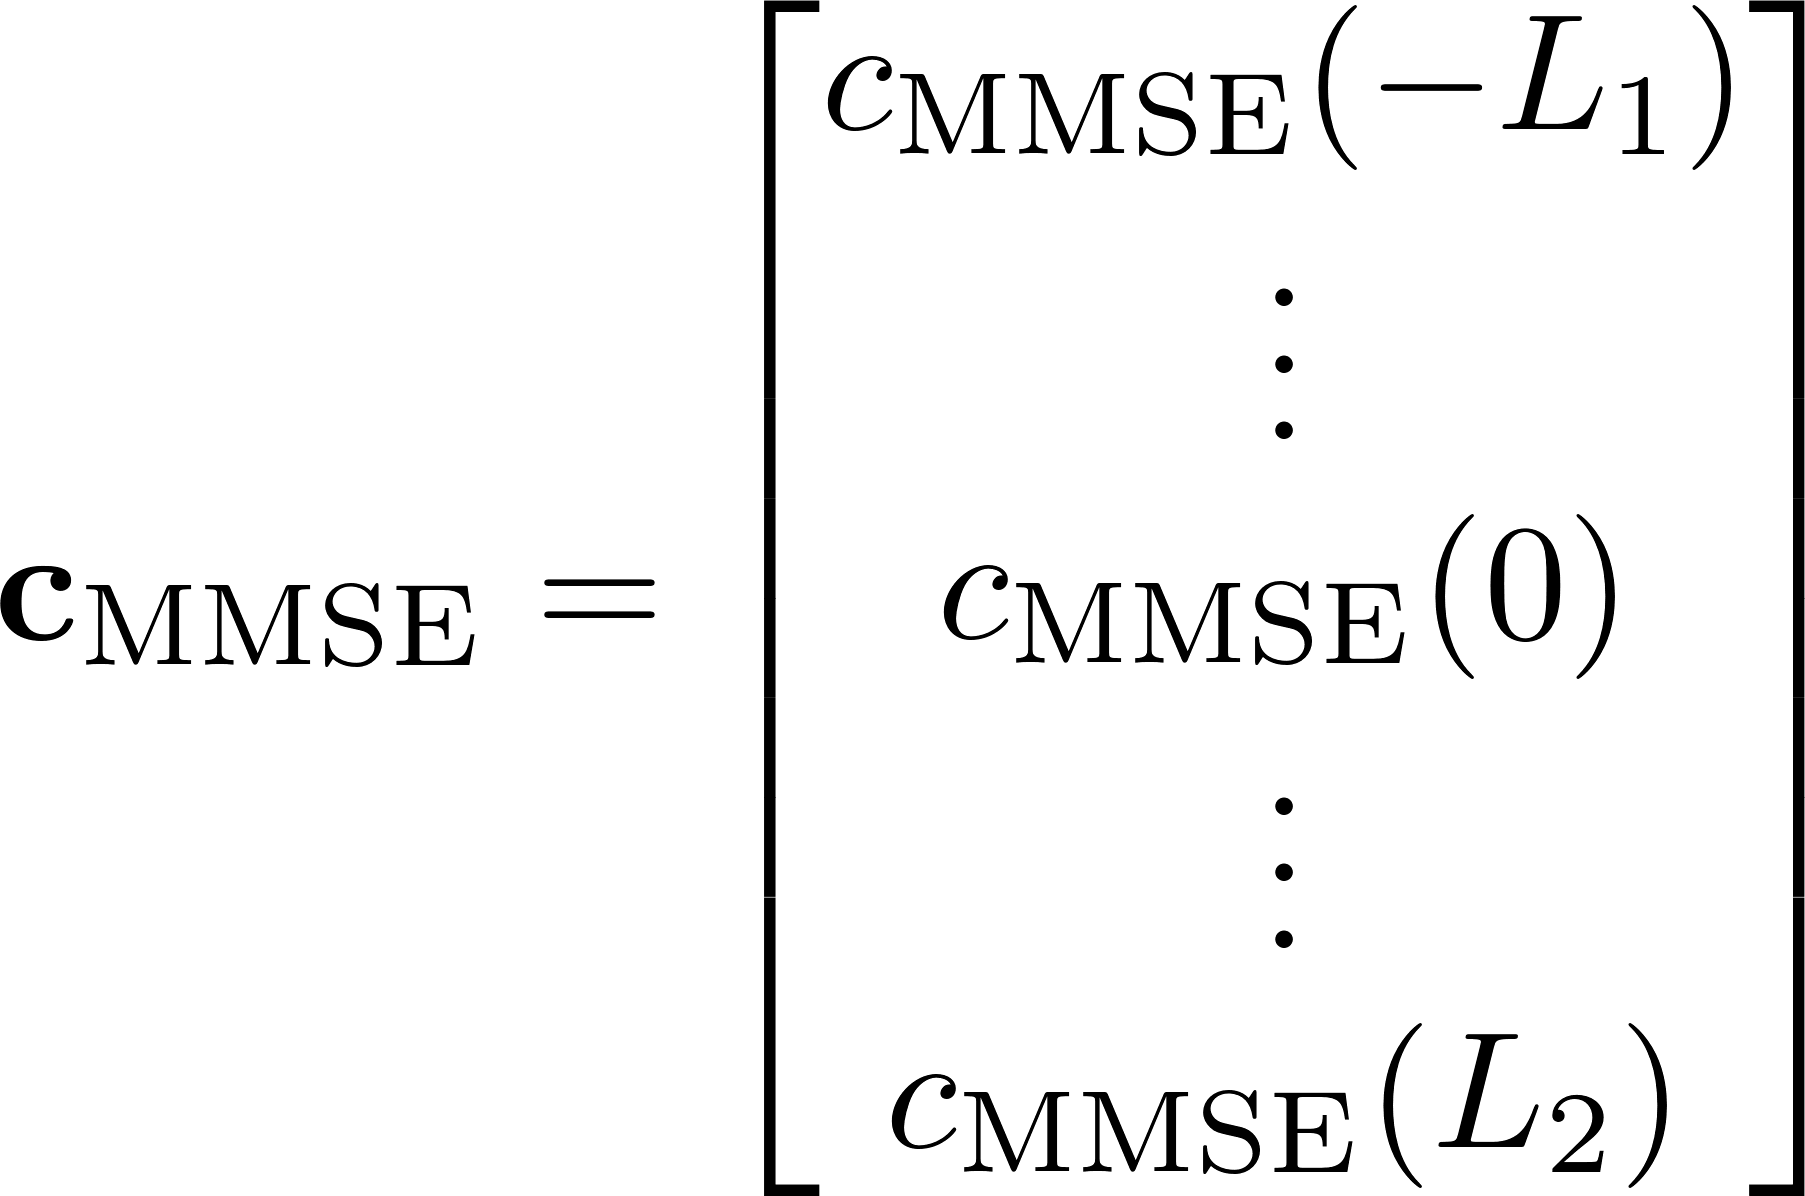 c_MMSE = [ c_MMSE(−L_1)
⋮
c_MMSE(0)
⋮
c_MMSE(L_2) ]